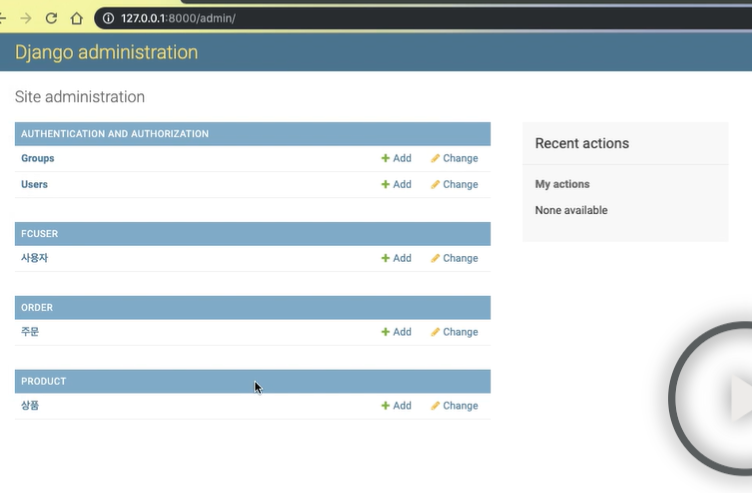 127.0.0.1:8000/admin/
Django administration
Site administration
AUTHENTICATION AND AUTHORIZATION
Groups Add Change
Users Add Change
FCUSER
사용자 Add Change
ORDER
주문 Add Change
PRODUCT
상품 Add Change
Recent actions
My actions
None available